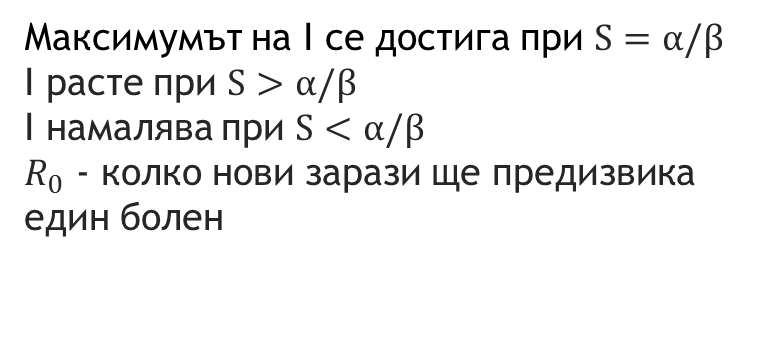 Максимумът на I се достига при S = α/β
I расте при S > α/β
I намалява при S < α/β
R₀ - колко нови зарази ще предизвика
един болен